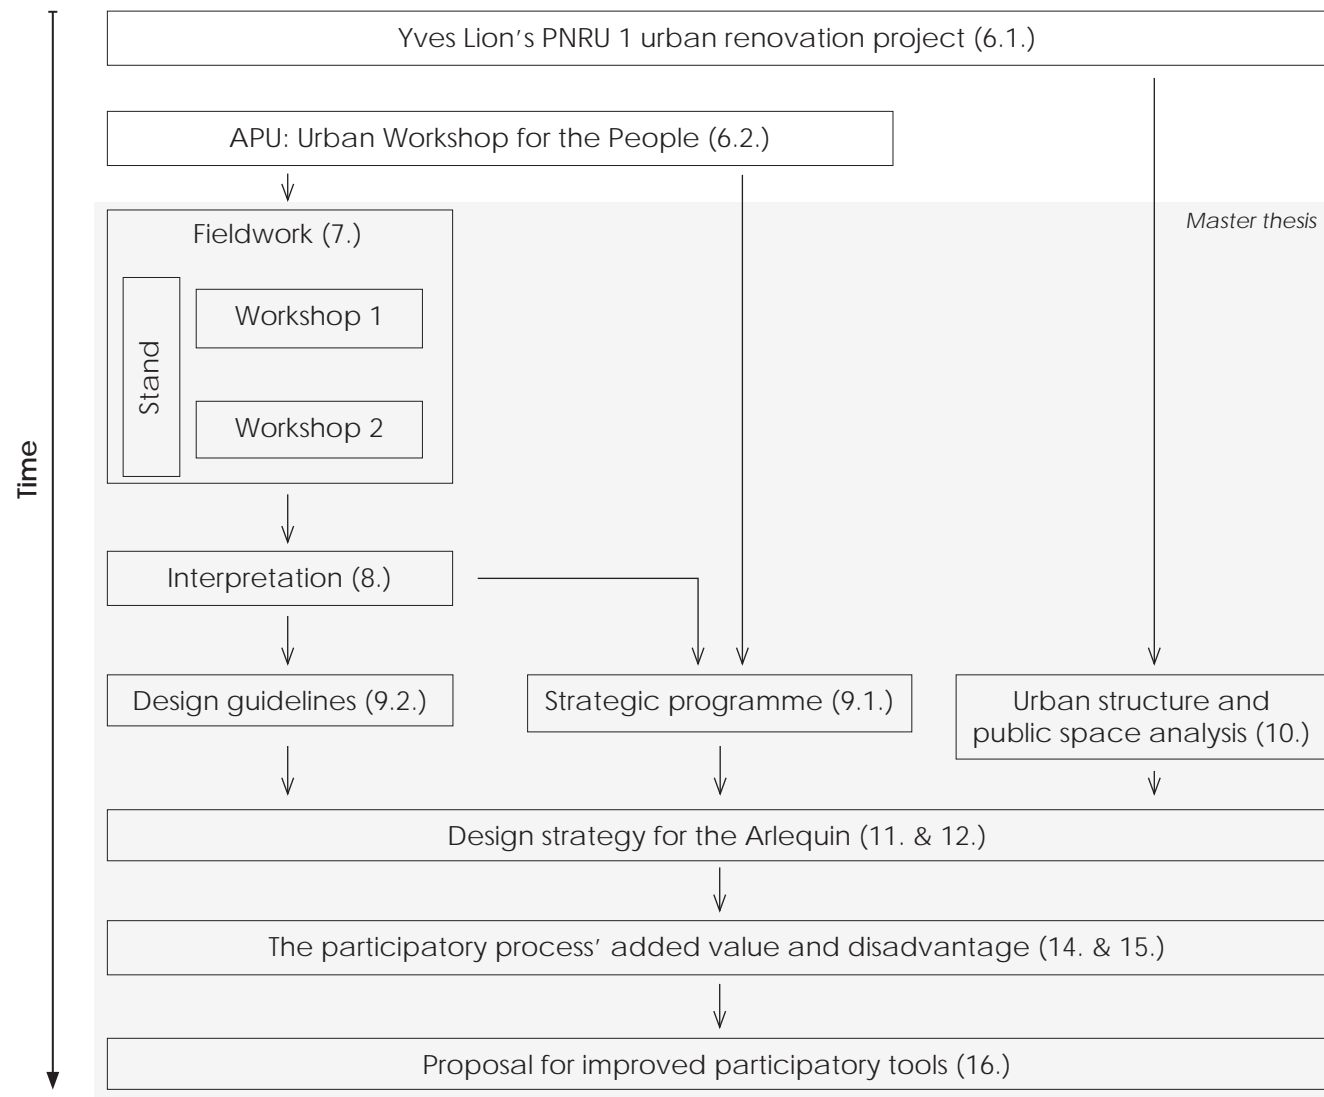 Yves Lion’s PNRU 1 urban renovation project (6.1.)
APU: Urban Workshop for the People (6.2.)
Master thesis
Fieldwork (7.)
Workshop 1
Stand
Workshop 2
Time
Interpretation (8.)
Design guidelines (9.2.)
Strategic programme (9.1.)
Urban structure and
public space analysis (10.)
Design strategy for the Arlequin (11. & 12.)
The participatory process’ added value and disadvantage (14. & 15.)
Proposal for improved participatory tools (16.)